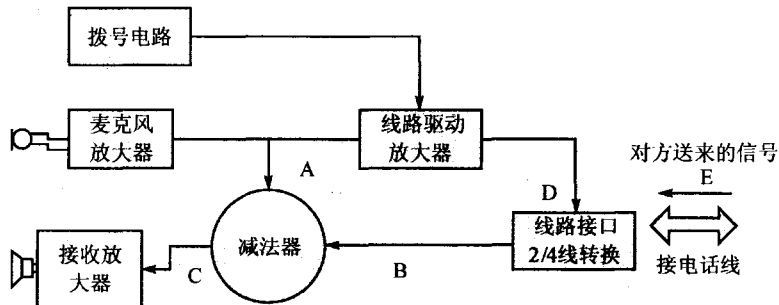 拨号电路
麦克风
放大器
线路驱动
放大器
对方送来的信号
E
A
D
减法器
线路接口
2/4线转换
接电话线
接收放
大器
C
B